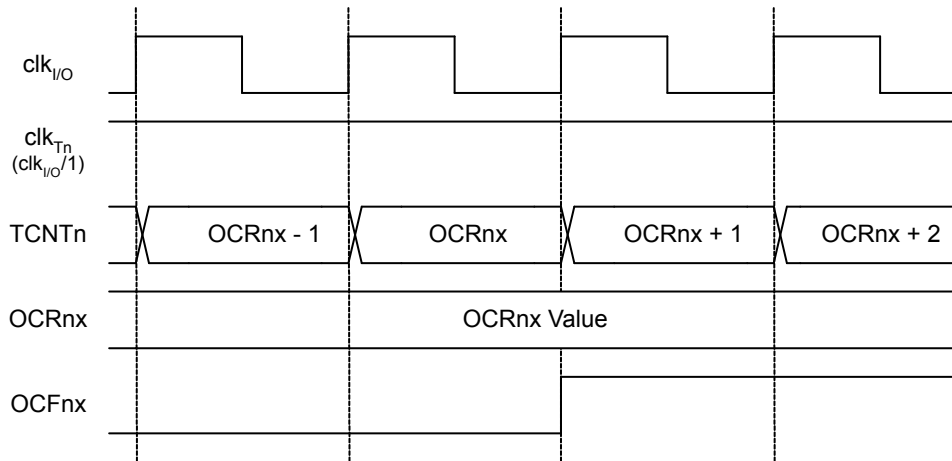 clkI/O
clkTn
(clkI/O/1)
TCNTn OCRnx - 1 OCRnx OCRnx + 1 OCRnx + 2
OCRnx OCRnx Value
OCFnx